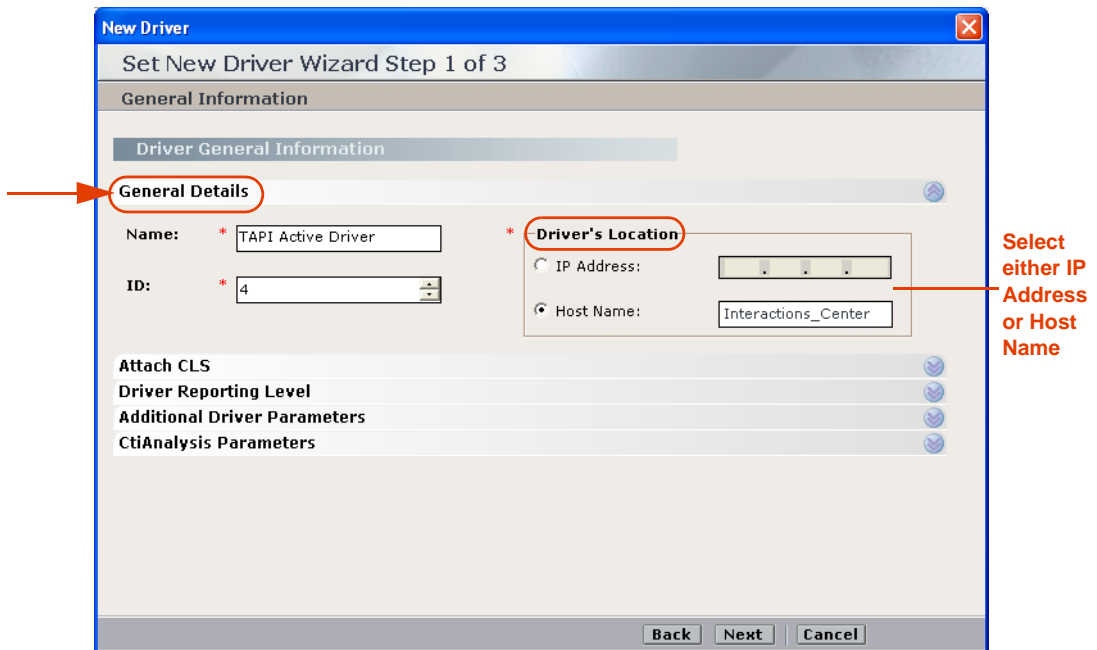 New Driver
Set New Driver Wizard Step 1 of 3
General Information
Driver General Information
General Details
Name: * TAPI Active Driver
ID: * 4
* Driver's Location
IP Address: . . .
Host Name: Interactions_Center
Select
either IP
Address
or Host
Name
Attach CLS
Driver Reporting Level
Additional Driver Parameters
CtiAnalysis Parameters
Back Next Cancel